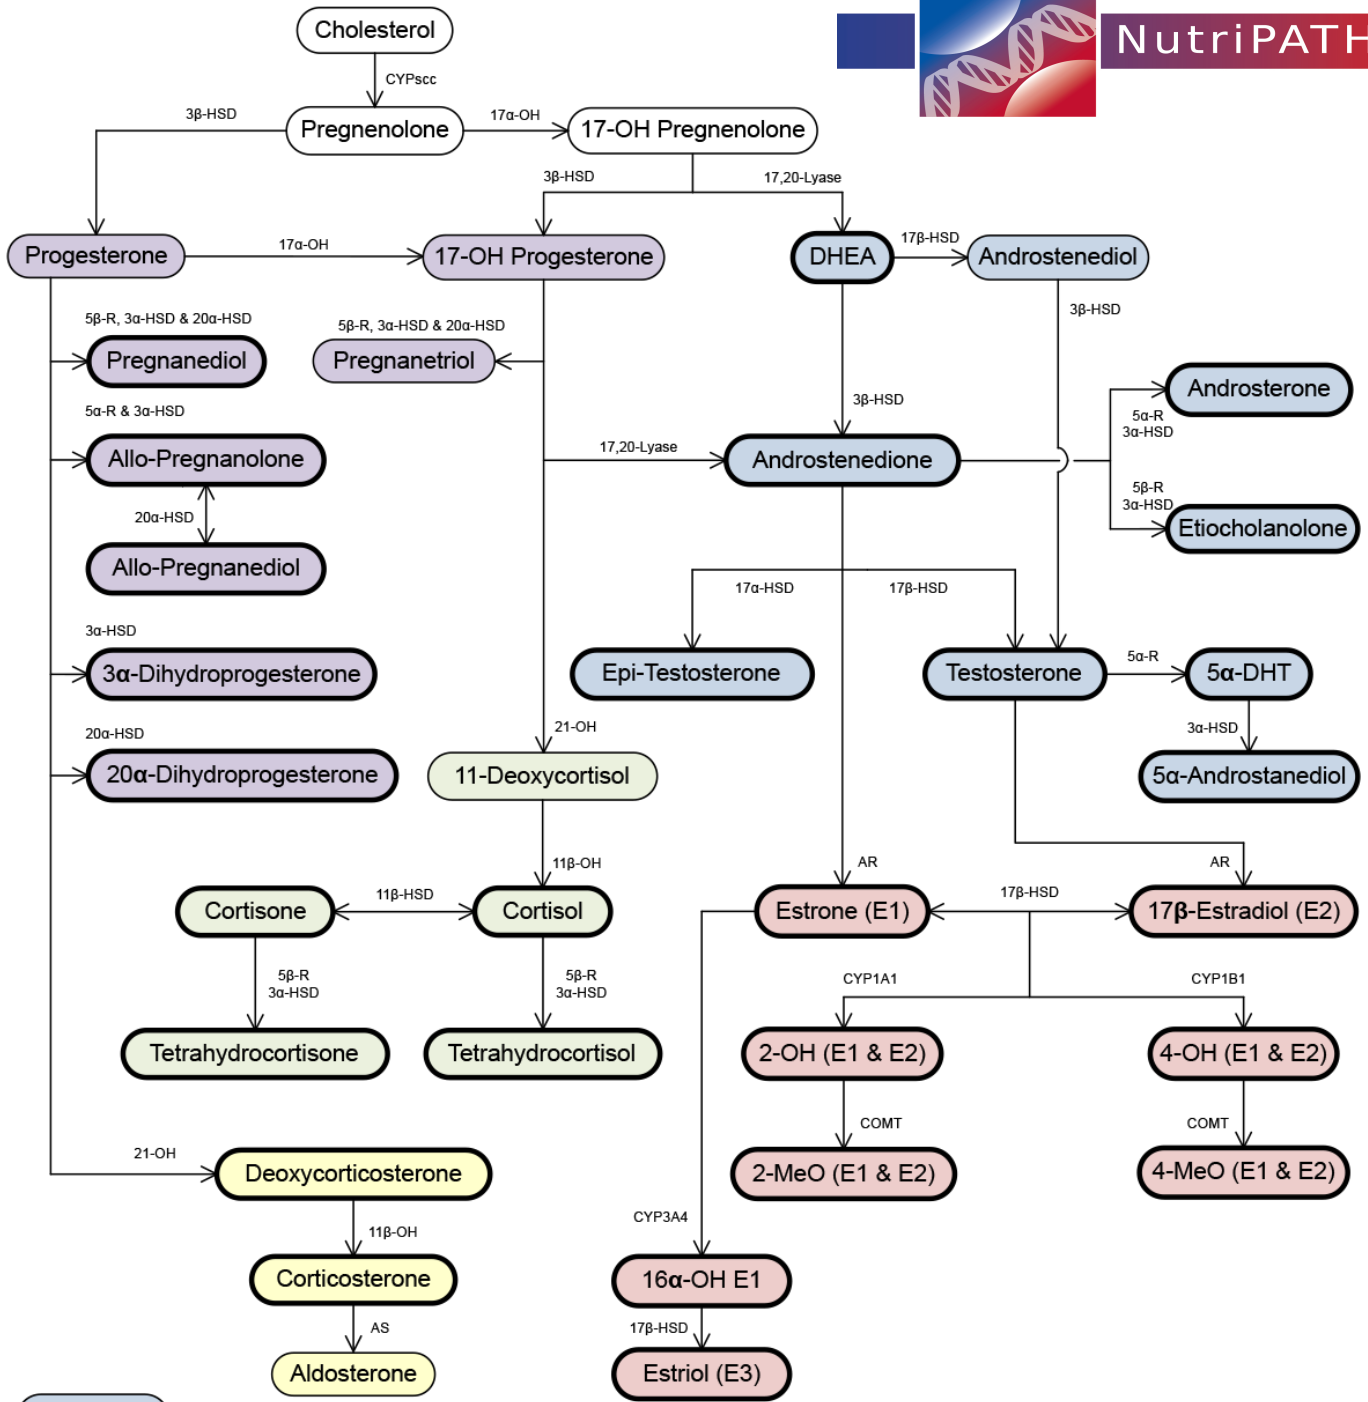 Cholesterol
NutriPATH
CYPscc
3β-HSD
Pregnenolone
17α-OH
17-OH Pregnenolone
3β-HSD
17,20-Lyase
Progesterone
17α-OH
17-OH Progesterone
DHEA
17β-HSD
Androstenediol
3β-HSD
5β-R, 3α-HSD & 20α-HSD
Pregnanediol
5β-R, 3α-HSD & 20α-HSD
Pregnanetriol
Androsterone
5α-R
3α-HSD
5α-R & 3α-HSD
Allo-Pregnanolone
3β-HSD
17,20-Lyase
Androstenedione
5β-R
3α-HSD
Etiocholanolone
20α-HSD
Allo-Pregnanediol
17α-HSD
17β-HSD
3α-HSD
3α-Dihydroprogesterone
Epi-Testosterone
Testosterone
5α-R
5α-DHT
20α-HSD
20α-Dihydroprogesterone
21-OH
11-Deoxycortisol
3α-HSD
5α-Androstanediol
11β-OH
AR
AR
Cortisone
11β-HSD
Cortisol
Estrone (E1)
17β-HSD
17β-Estradiol (E2)
5β-R
3α-HSD
5β-R
3α-HSD
CYP1A1
CYP1B1
Tetrahydrocortisone
Tetrahydrocortisol
2-OH (E1 & E2)
4-OH (E1 & E2)
COMT
COMT
21-OH
Deoxycorticosterone
2-MeO (E1 & E2)
4-MeO (E1 & E2)
11β-OH
CYP3A4
Corticosterone
16α-OH E1
AS
17β-HSD
Aldosterone
Estriol (E3)